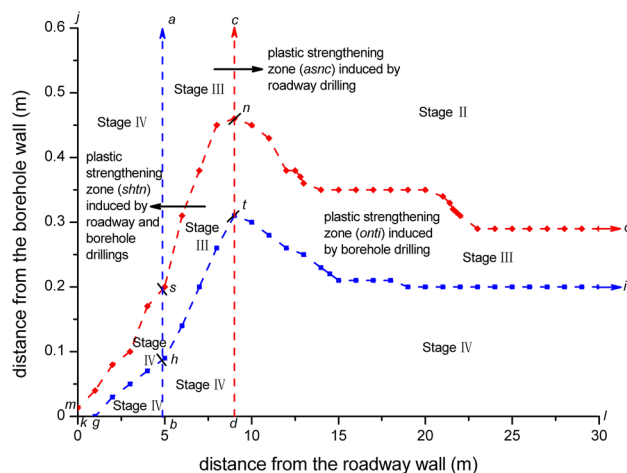 j
a
c
0.6
0.5
0.4
0.3
0.2
0.1
0
distance from the borehole wall (m)
plastic strengthening
zone (asnc) induced by
roadway drilling
Stage III
Stage II
Stage IV
n
plastic
strengthening
zone (shtn)
induced by
roadway and
borehole
drillings
t
Stage
III
plastic strengthening
zone (onti) induced
by borehole drilling
o
Stage III
s
i
Stage
IV
h
Stage IV
Stage IV
Stage IV
m
k
g
b
d
l
0
5
10
15
20
25
30
distance from the roadway wall (m)